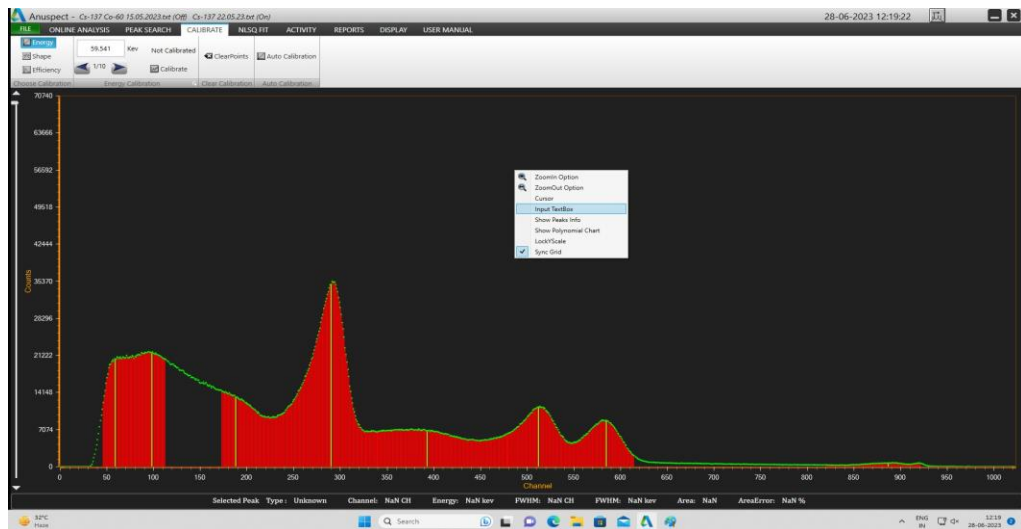 Anuspect - Cs-137 Co-60 15.05.2023.txt (Off) Cs-137 22.05.23.txt (On)
28-06-2023 12:19:22
FILE ONLINE ANALYSIS PEAK SEARCH CALIBRATE NLSQ FIT ACTIVITY REPORTS DISPLAY USER MANUAL
Energy 59.541 Kev Not Calibrated
Shape ClearPoints Auto Calibration
Efficiency 1/10 Calibrate
Choose Calibration Energy Calibration Clear Calibration Auto Calibration
70740
63666
56592
49518
42444
36370
28296
21222
14148
7074
0
Counts
ZoomIn Option
ZoomOut Option
Cursor
Input TextBox
Show Peaks Info
Show Polynomial Chart
LockYScale
Sync Grid
0 50 100 150 200 250 300 350 400 450 500 550 600 650 700 750 800 850 900 950 1000
Channel
Selected Peak Type : Unknown Channel: NaN CH Energy: NaN kev FWHM: NaN CH FWHM: NaN kev Area: NaN AreaError: NaN %
32°C
Haze
Search
ENG
IN
12:19
28-06-2023